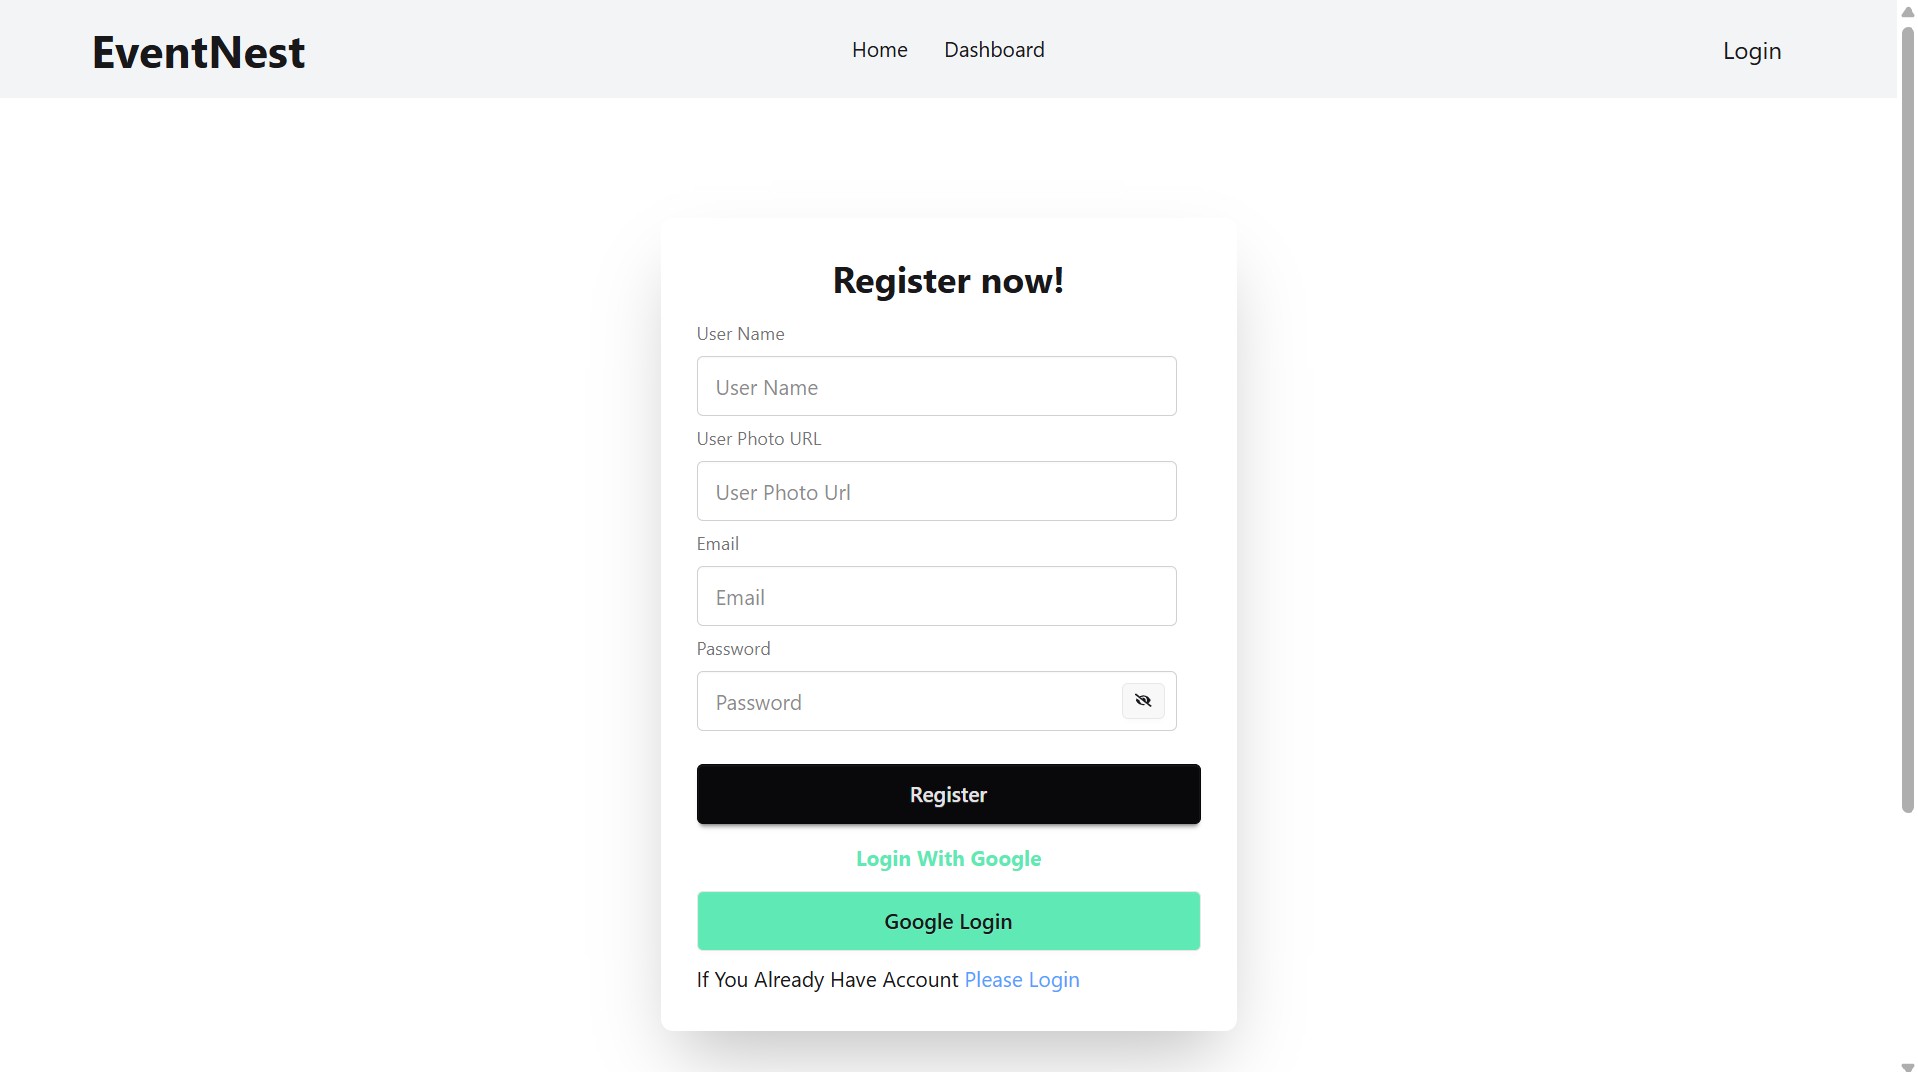 EventNest
Home Dashboard
Login
Register now!
User Name
User Name
User Photo URL
User Photo Url
Email
Email
Password
Password
Register
Login With Google
Google Login
If You Already Have Account Please Login